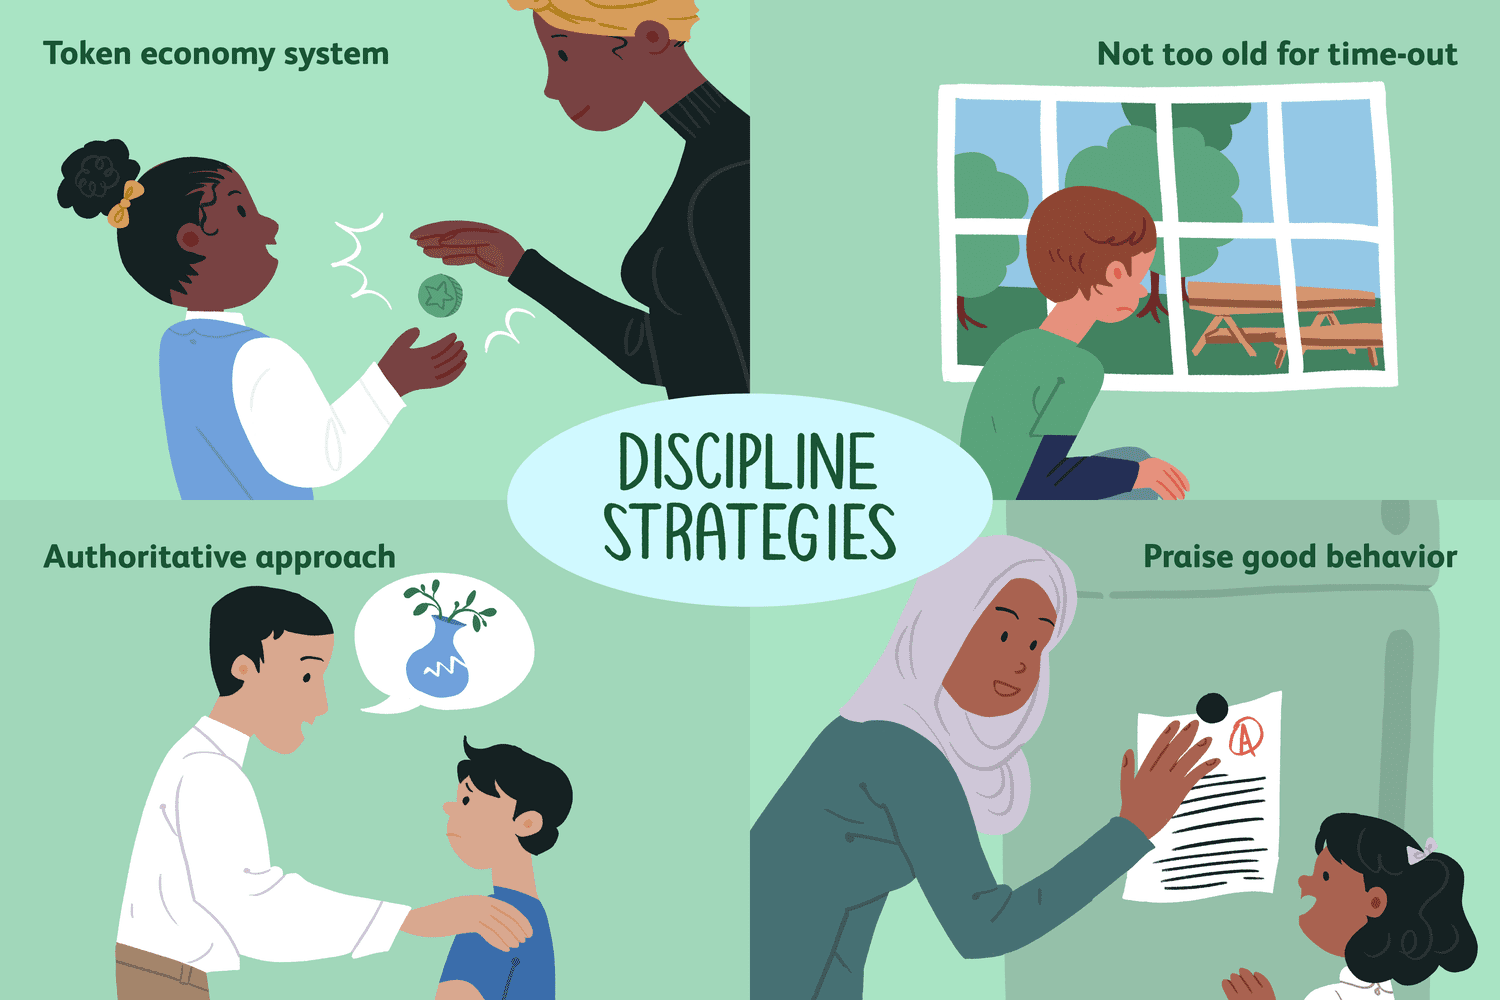 Token economy system
Not too old for time-out
DISCIPLINE
STRATEGIES
Authoritative approach
Praise good behavior
A